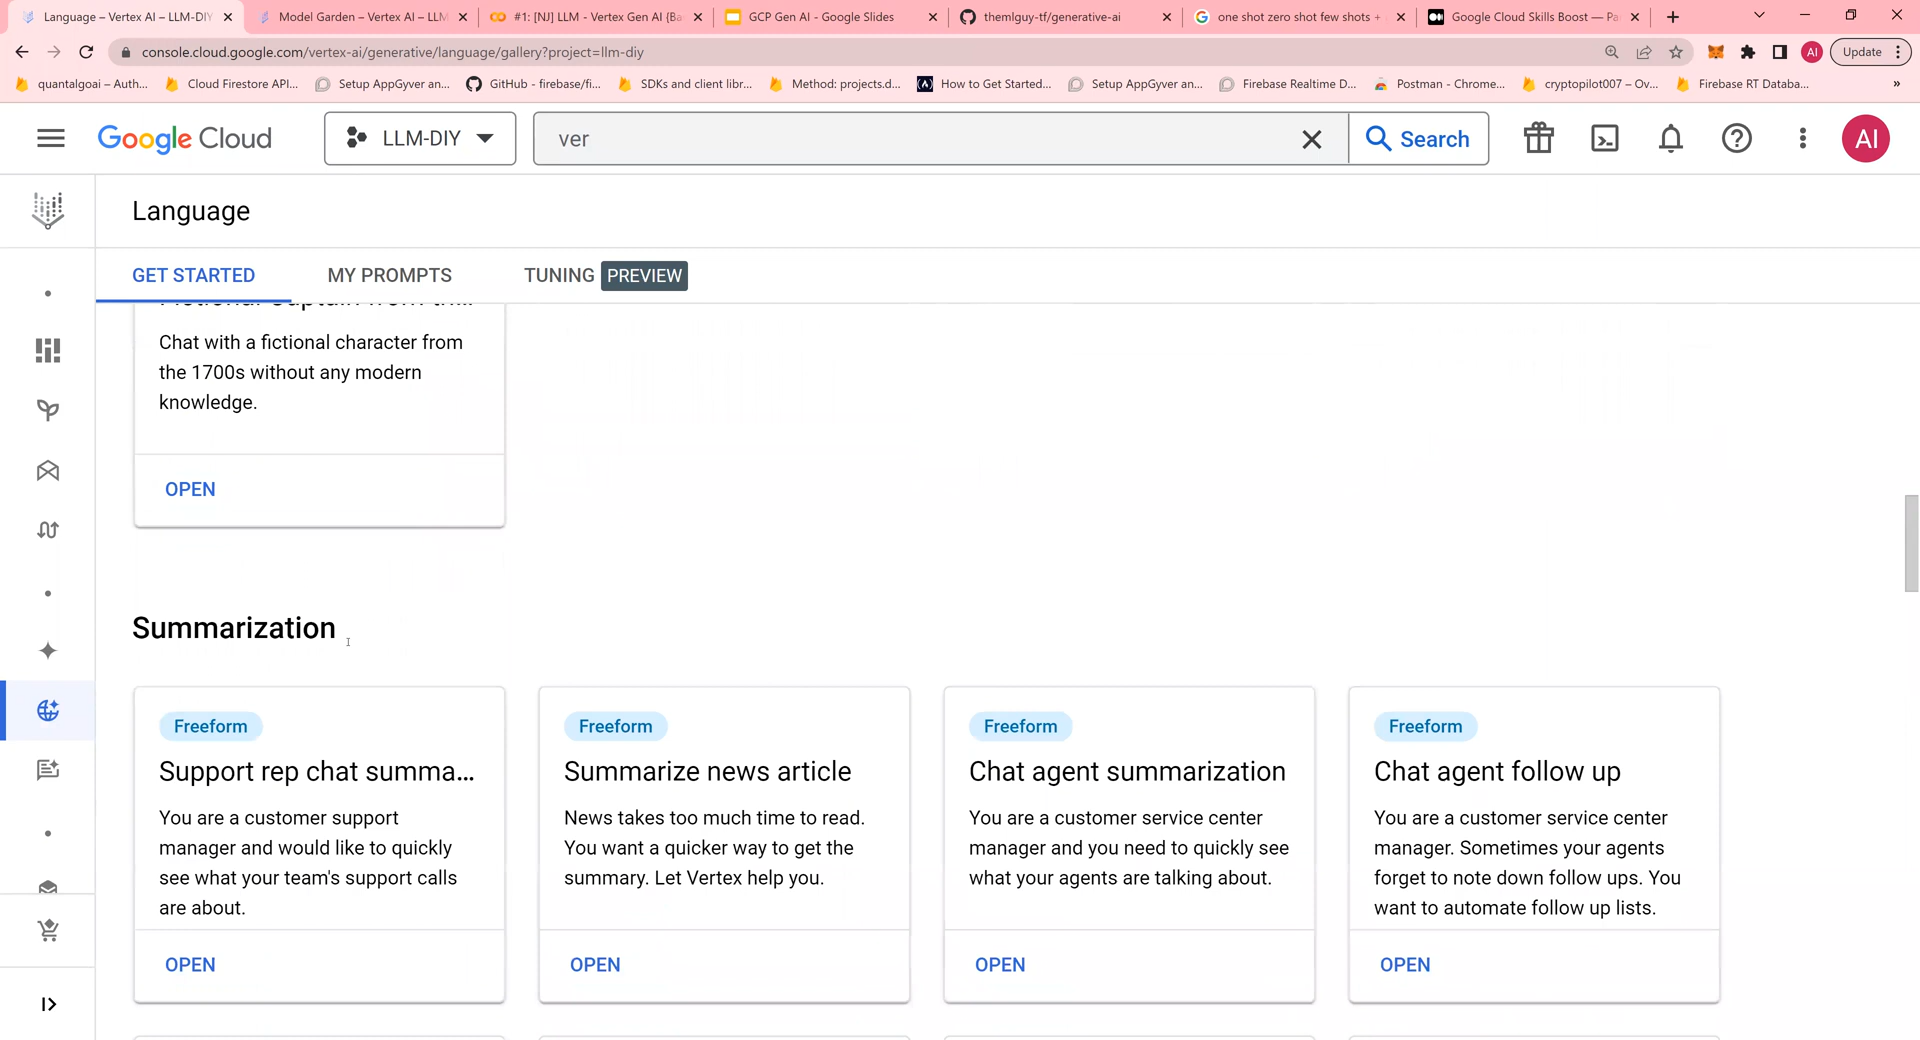 Language – Vertex AI – LLM-DIY
Model Garden – Vertex AI – LLM
#1: [NJ] LLM - Vertex Gen AI {Ba
GCP Gen AI - Google Slides
themlguy-tf/generative-ai
one shot zero shot few shots +
Google Cloud Skills Boost — Pa
console.cloud.google.com/vertex-ai/generative/language/gallery?project=llm-diy
AI
Update
quantalgoai – Auth...
Cloud Firestore API...
Setup AppGyver an...
GitHub - firebase/fi...
SDKs and client libr...
Method: projects.d...
How to Get Started...
Setup AppGyver an...
Firebase Realtime D...
Postman - Chrome...
cryptopilot007 – Ov...
Firebase RT Databa...
»
Google Cloud
LLM-DIY
ver
Search
AI
Language
GET STARTED
MY PROMPTS
TUNING PREVIEW
Chat with a fictional character from
the 1700s without any modern
knowledge.
OPEN
Summarization
Freeform
Support rep chat summa...
You are a customer support
manager and would like to quickly
see what your team's support calls
are about.
OPEN
Freeform
Summarize news article
News takes too much time to read.
You want a quicker way to get the
summary. Let Vertex help you.
OPEN
Freeform
Chat agent summarization
You are a customer service center
manager and you need to quickly see
what your agents are talking about.
OPEN
Freeform
Chat agent follow up
You are a customer service center
manager. Sometimes your agents
forget to note down follow ups. You
want to automate follow up lists.
OPEN